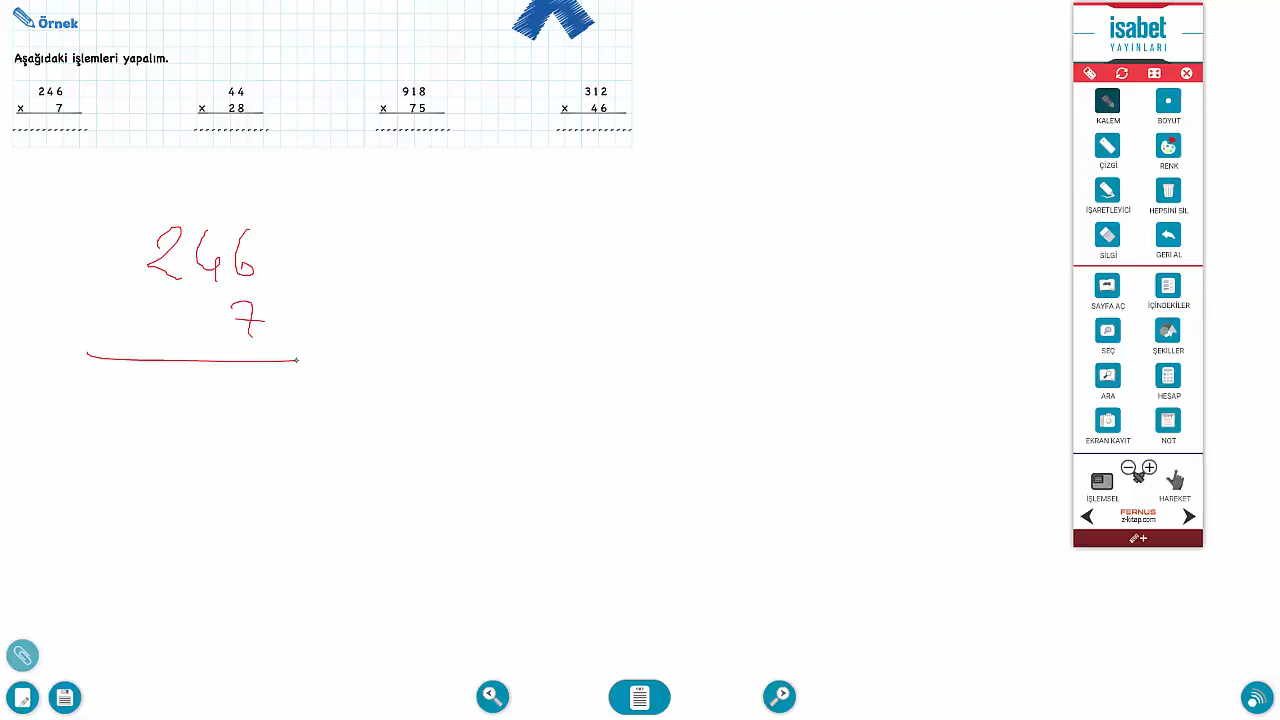 Örnek
Aşağıdaki işlemleri yapalım.
246
x 7
44
x 28
918
x 75
312
x 46
246
7
isabet
YAYINLARI
KALEM
BOYUT
ÇİZGİ
RENK
İŞARETLEYİCİ
HEPSİNİ SİL
SİLGİ
GERİ AL
SAYFA AÇ
İÇİNDEKİLER
SEÇ
ŞEKİLLER
ARA
HESAP
EKRAN KAYIT
NOT
İŞLEMSEL
HAREKET
FERNUS
z-kitap.com